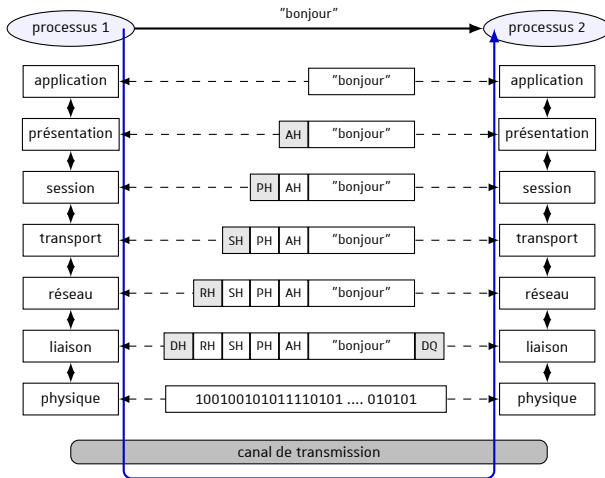 "bonjour"
processus 1 processus 2
application "bonjour" application
présentation AH "bonjour" présentation
session PH AH "bonjour" session
transport SH PH AH "bonjour" transport
réseau RH SH PH AH "bonjour" réseau
liaison DH RH SH PH AH "bonjour" DQ liaison
physique 100100101011110101 .... 010101 physique
canal de transmission